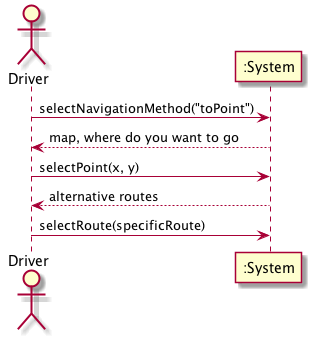 Driver
:System
selectNavigationMethod("toPoint")
map, where do you want to go
selectPoint(x, y)
alternative routes
selectRoute(specificRoute)
Driver
:System